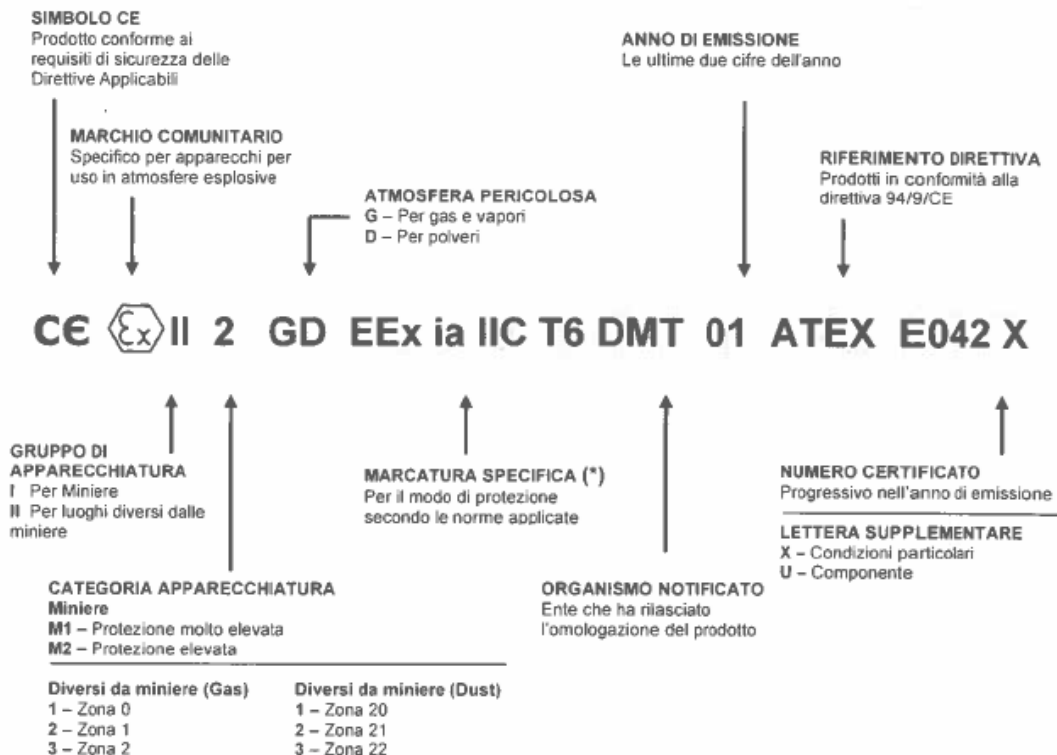 SIMBOLO CE
Prodotto conforme ai
requisiti di sicurezza delle
Direttive Applicabili
MARCHIO COMUNITARIO
Specifico per apparecchi per
uso in atmosfere esplosive
ATMOSFERA PERICOLOSA
G – Per gas e vapori
D – Per polveri
ANNO DI EMISSIONE
Le ultime due cifre dell'anno
RIFERIMENTO DIRETTIVA
Prodotti in conformità alla
direttiva 94/9/CE
CE Ex II 2 GD EEx ia IIC T6 DMT 01 ATEX E042 X
GRUPPO DI
APPARECCHIATURA
I Per Miniere
II Per luoghi diversi dalle
miniere
CATEGORIA APPARECCHIATURA
Miniere
M1 – Protezione molto elevata
M2 – Protezione elevata
Diversi da miniere (Gas)
1 – Zona 0
2 – Zona 1
3 – Zona 2
Diversi da miniere (Dust)
1 – Zona 20
2 – Zona 21
3 – Zona 22
MARCATURA SPECIFICA (*)
Per il modo di protezione
secondo le norme applicate
ORGANISMO NOTIFICATO
Ente che ha rilasciato
l'omologazione del prodotto
NUMERO CERTIFICATO
Progressivo nell'anno di emissione
LETTERA SUPPLEMENTARE
X – Condizioni particolari
U – Componente